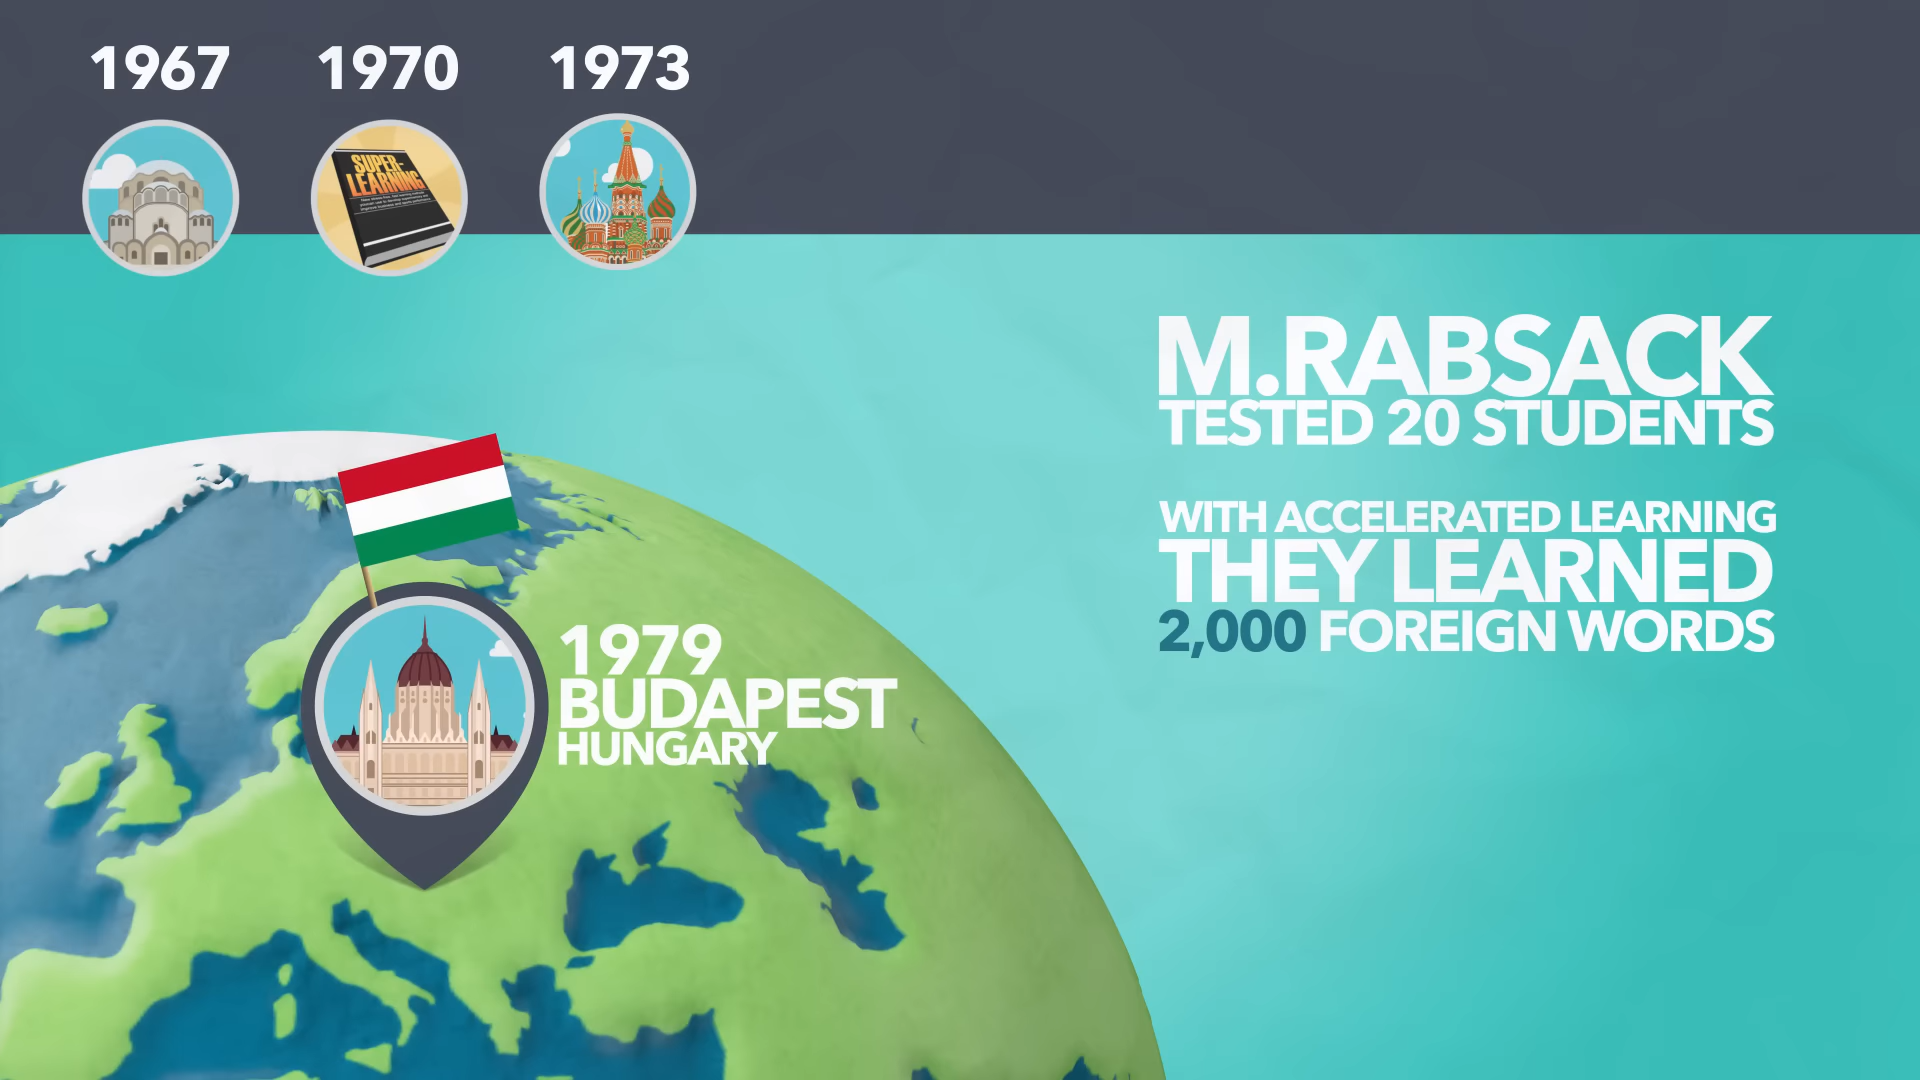 1967
1970
1973
SUPER-
LEARNING
M.RABSACK
TESTED 20 STUDENTS
WITH ACCELERATED LEARNING
THEY LEARNED
2,000 FOREIGN WORDS
1979
BUDAPEST
HUNGARY